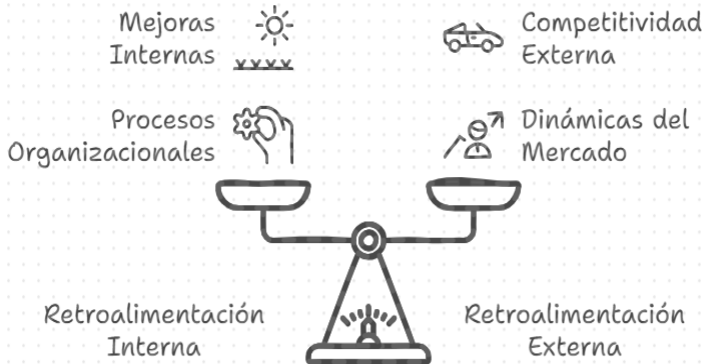 Mejoras
Internas
Competitividad
Externa
Procesos
Organizacionales
Dinámicas del
Mercado
Retroalimentación
Interna
Retroalimentación
Externa